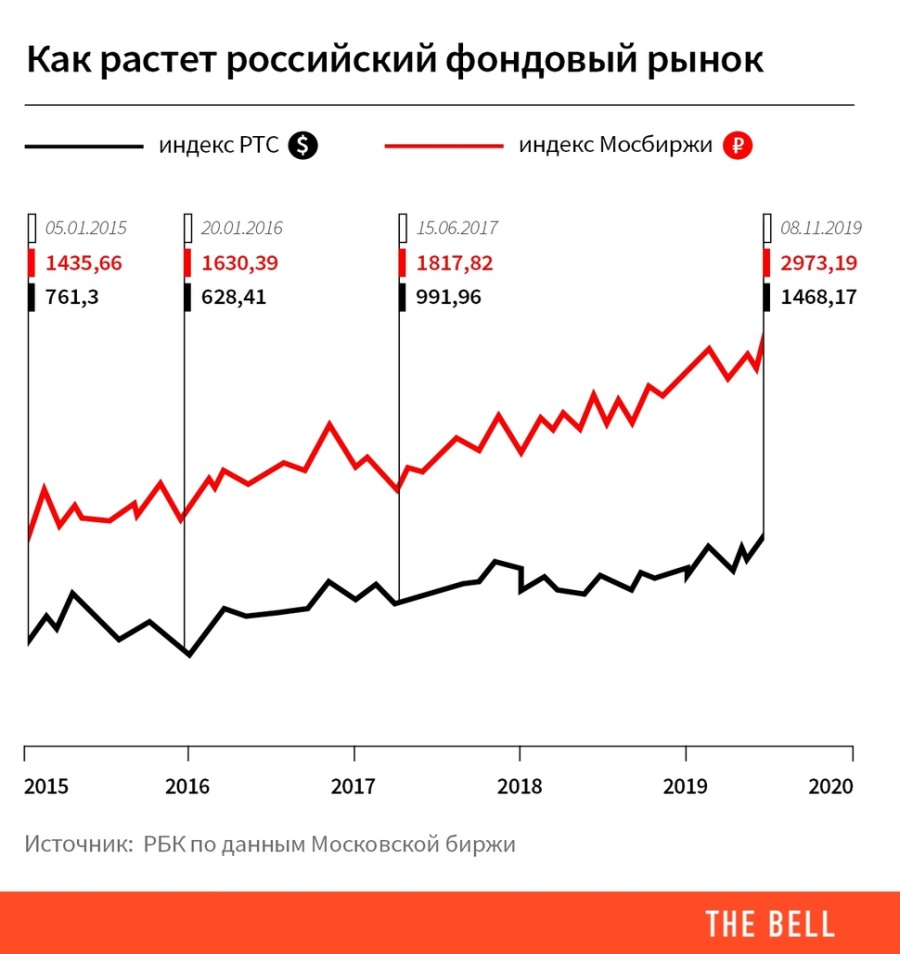 Как растет российский фондовый рынок
индекс РТС $ индекс Мосбиржи ₽
05.01.2015 20.01.2016 15.06.2017 08.11.2019
1435,66 1630,39 1817,82 2973,19
761,3 628,41 991,96 1468,17
2015 2016 2017 2018 2019 2020
Источник: РБК по данным Московской биржи
THE BELL